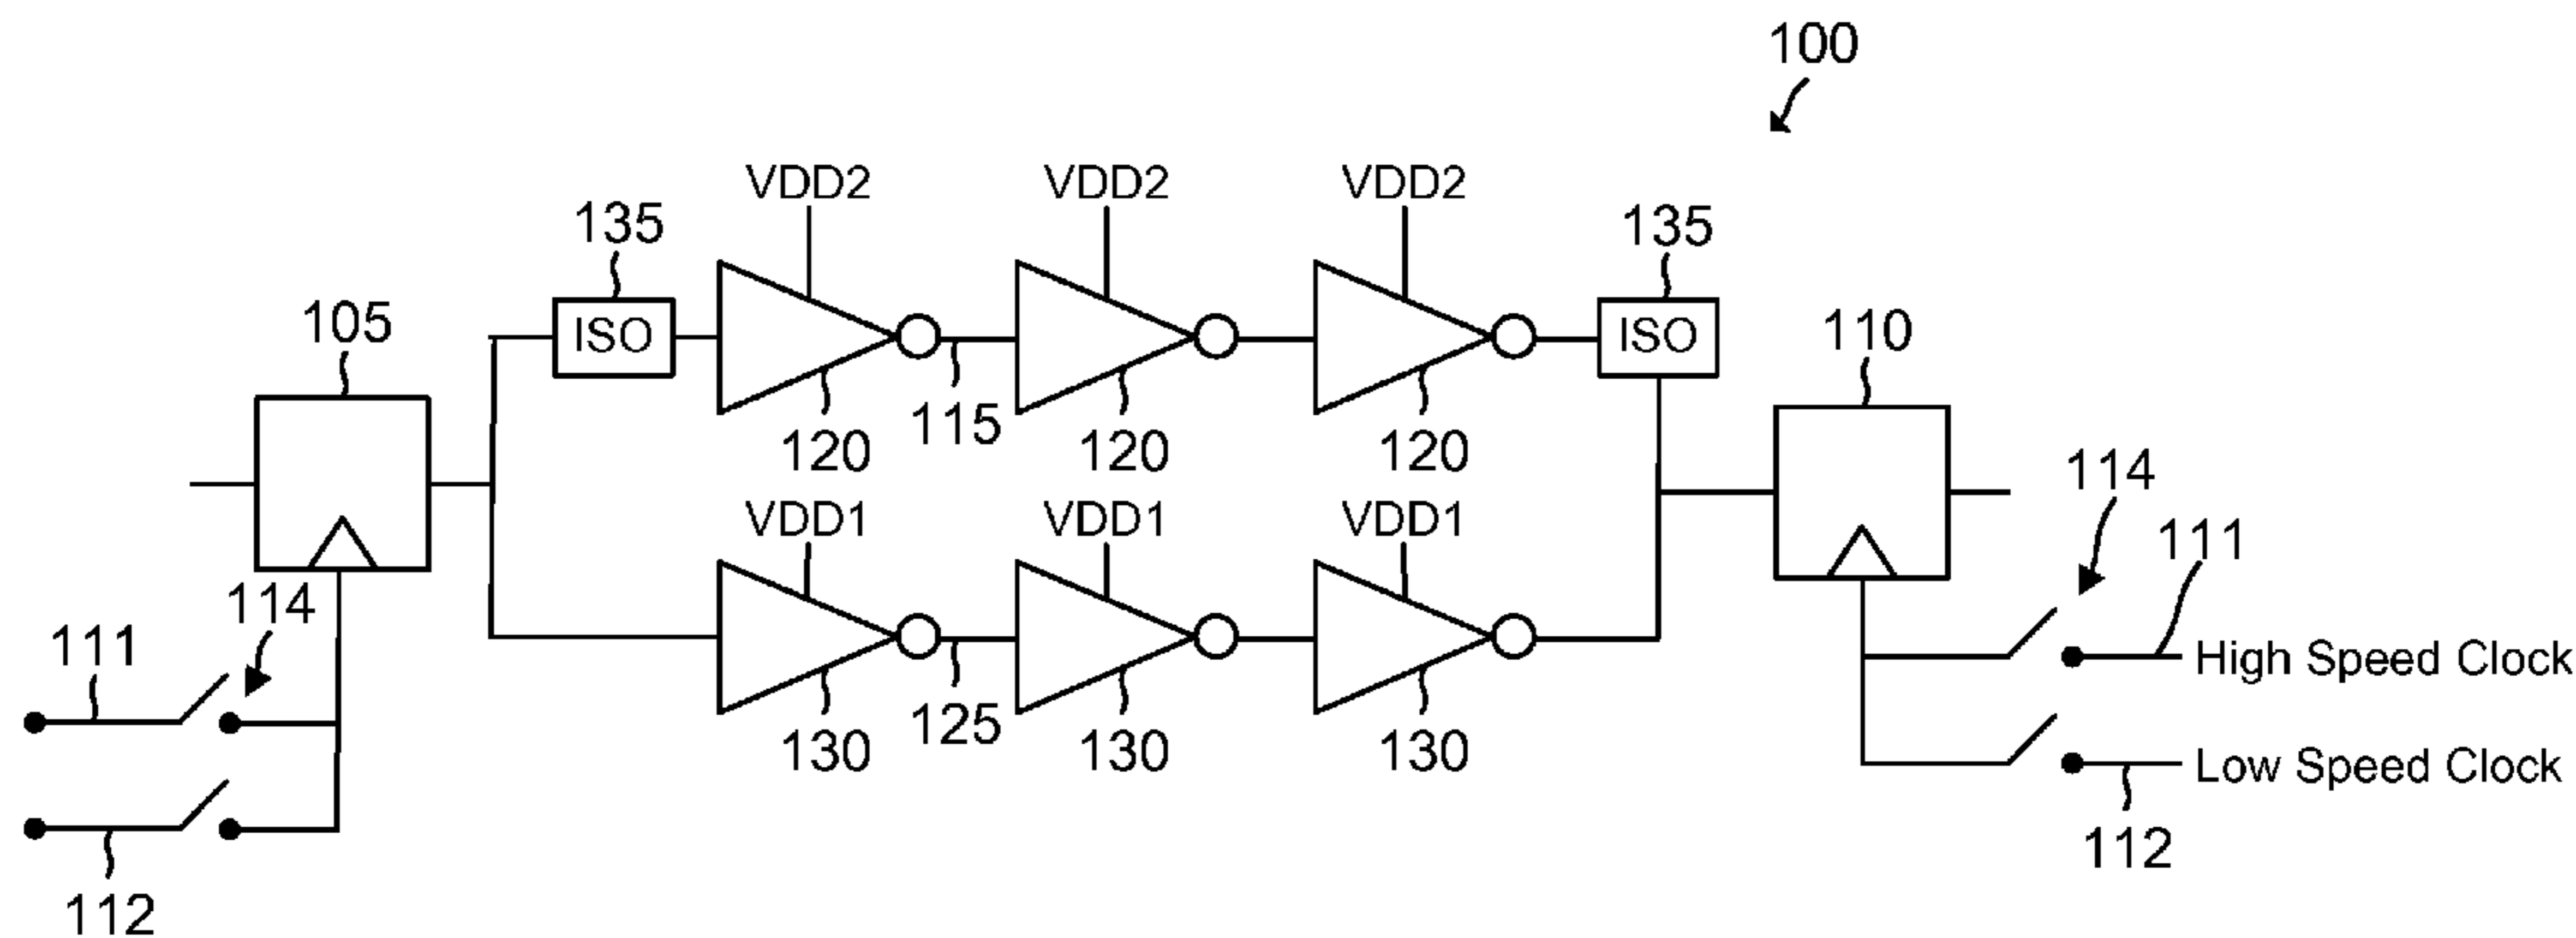 100
VDD2 VDD2 VDD2
135 135
ISO ISO
105 110
120 115 120 120
114
VDD1 VDD1 VDD1
111
114
111 High Speed Clock
130 125 130 130
Low Speed Clock
112
112